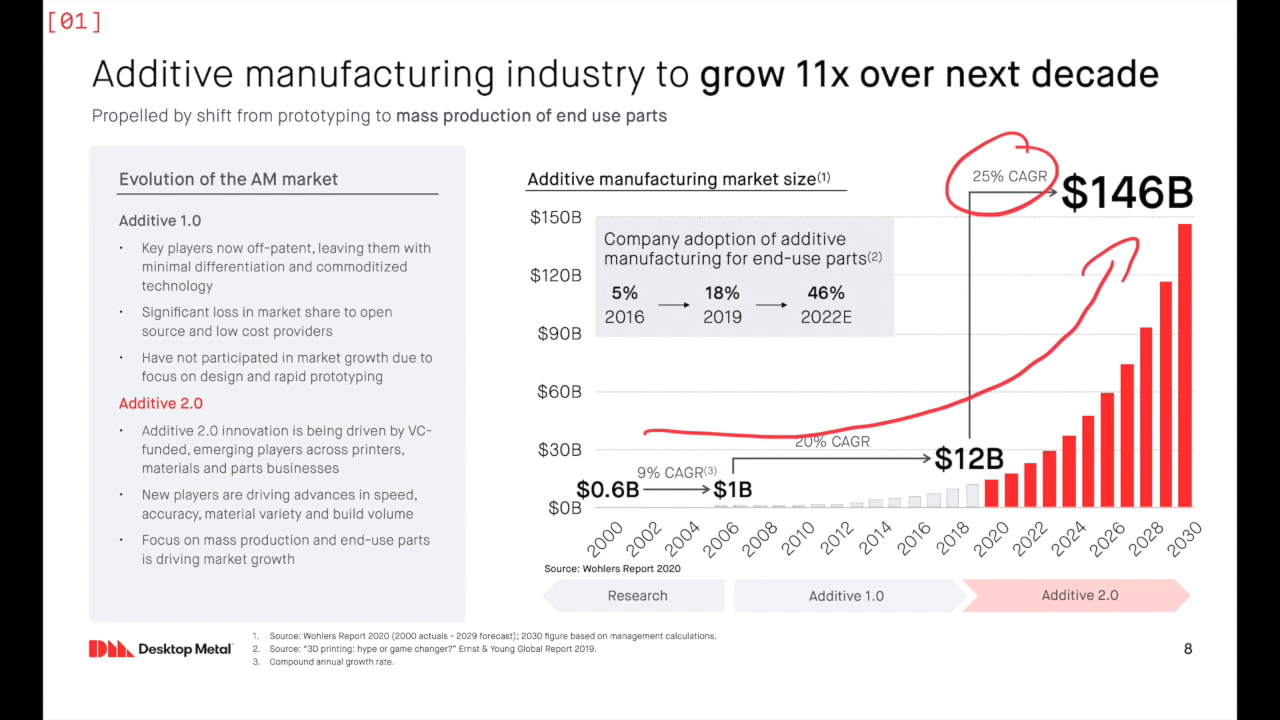 [01]
Additive manufacturing industry to grow 11x over next decade
Propelled by shift from prototyping to mass production of end use parts
Evolution of the AM market
Additive 1.0
· Key players now off-patent, leaving them with
minimal differentiation and commoditized
technology
· Significant loss in market share to open
source and low cost providers
· Have not participated in market growth due to
focus on design and rapid prototyping
Additive 2.0
· Additive 2.0 innovation is being driven by VC-
funded, emerging players across printers,
materials and parts businesses
· New players are driving advances in speed,
accuracy, material variety and build volume
· Focus on mass production and end-use parts
is driving market growth
Additive manufacturing market size(1)
25% CAGR
$146B
$150B
$120B
$90B
$60B
$30B
$0B
Company adoption of additive
manufacturing for end-use parts(2)
5% 18% 46%
2016 2019 2022E
20% CAGR
$12B
9% CAGR(3)
$0.6B $1B
2000 2002 2004 2006 2008 2010 2012 2014 2016 2018 2020 2022 2024 2026 2028 2030
Source: Wohlers Report 2020
Research Additive 1.0 Additive 2.0
Desktop Metal
1. Source: Wohlers Report 2020 (2000 actuals - 2029 forecast); 2030 figure based on management calculations.
2. Source: "3D printing: hype or game changer?" Ernst & Young Global Report 2019.
3. Compound annual growth rate.
8